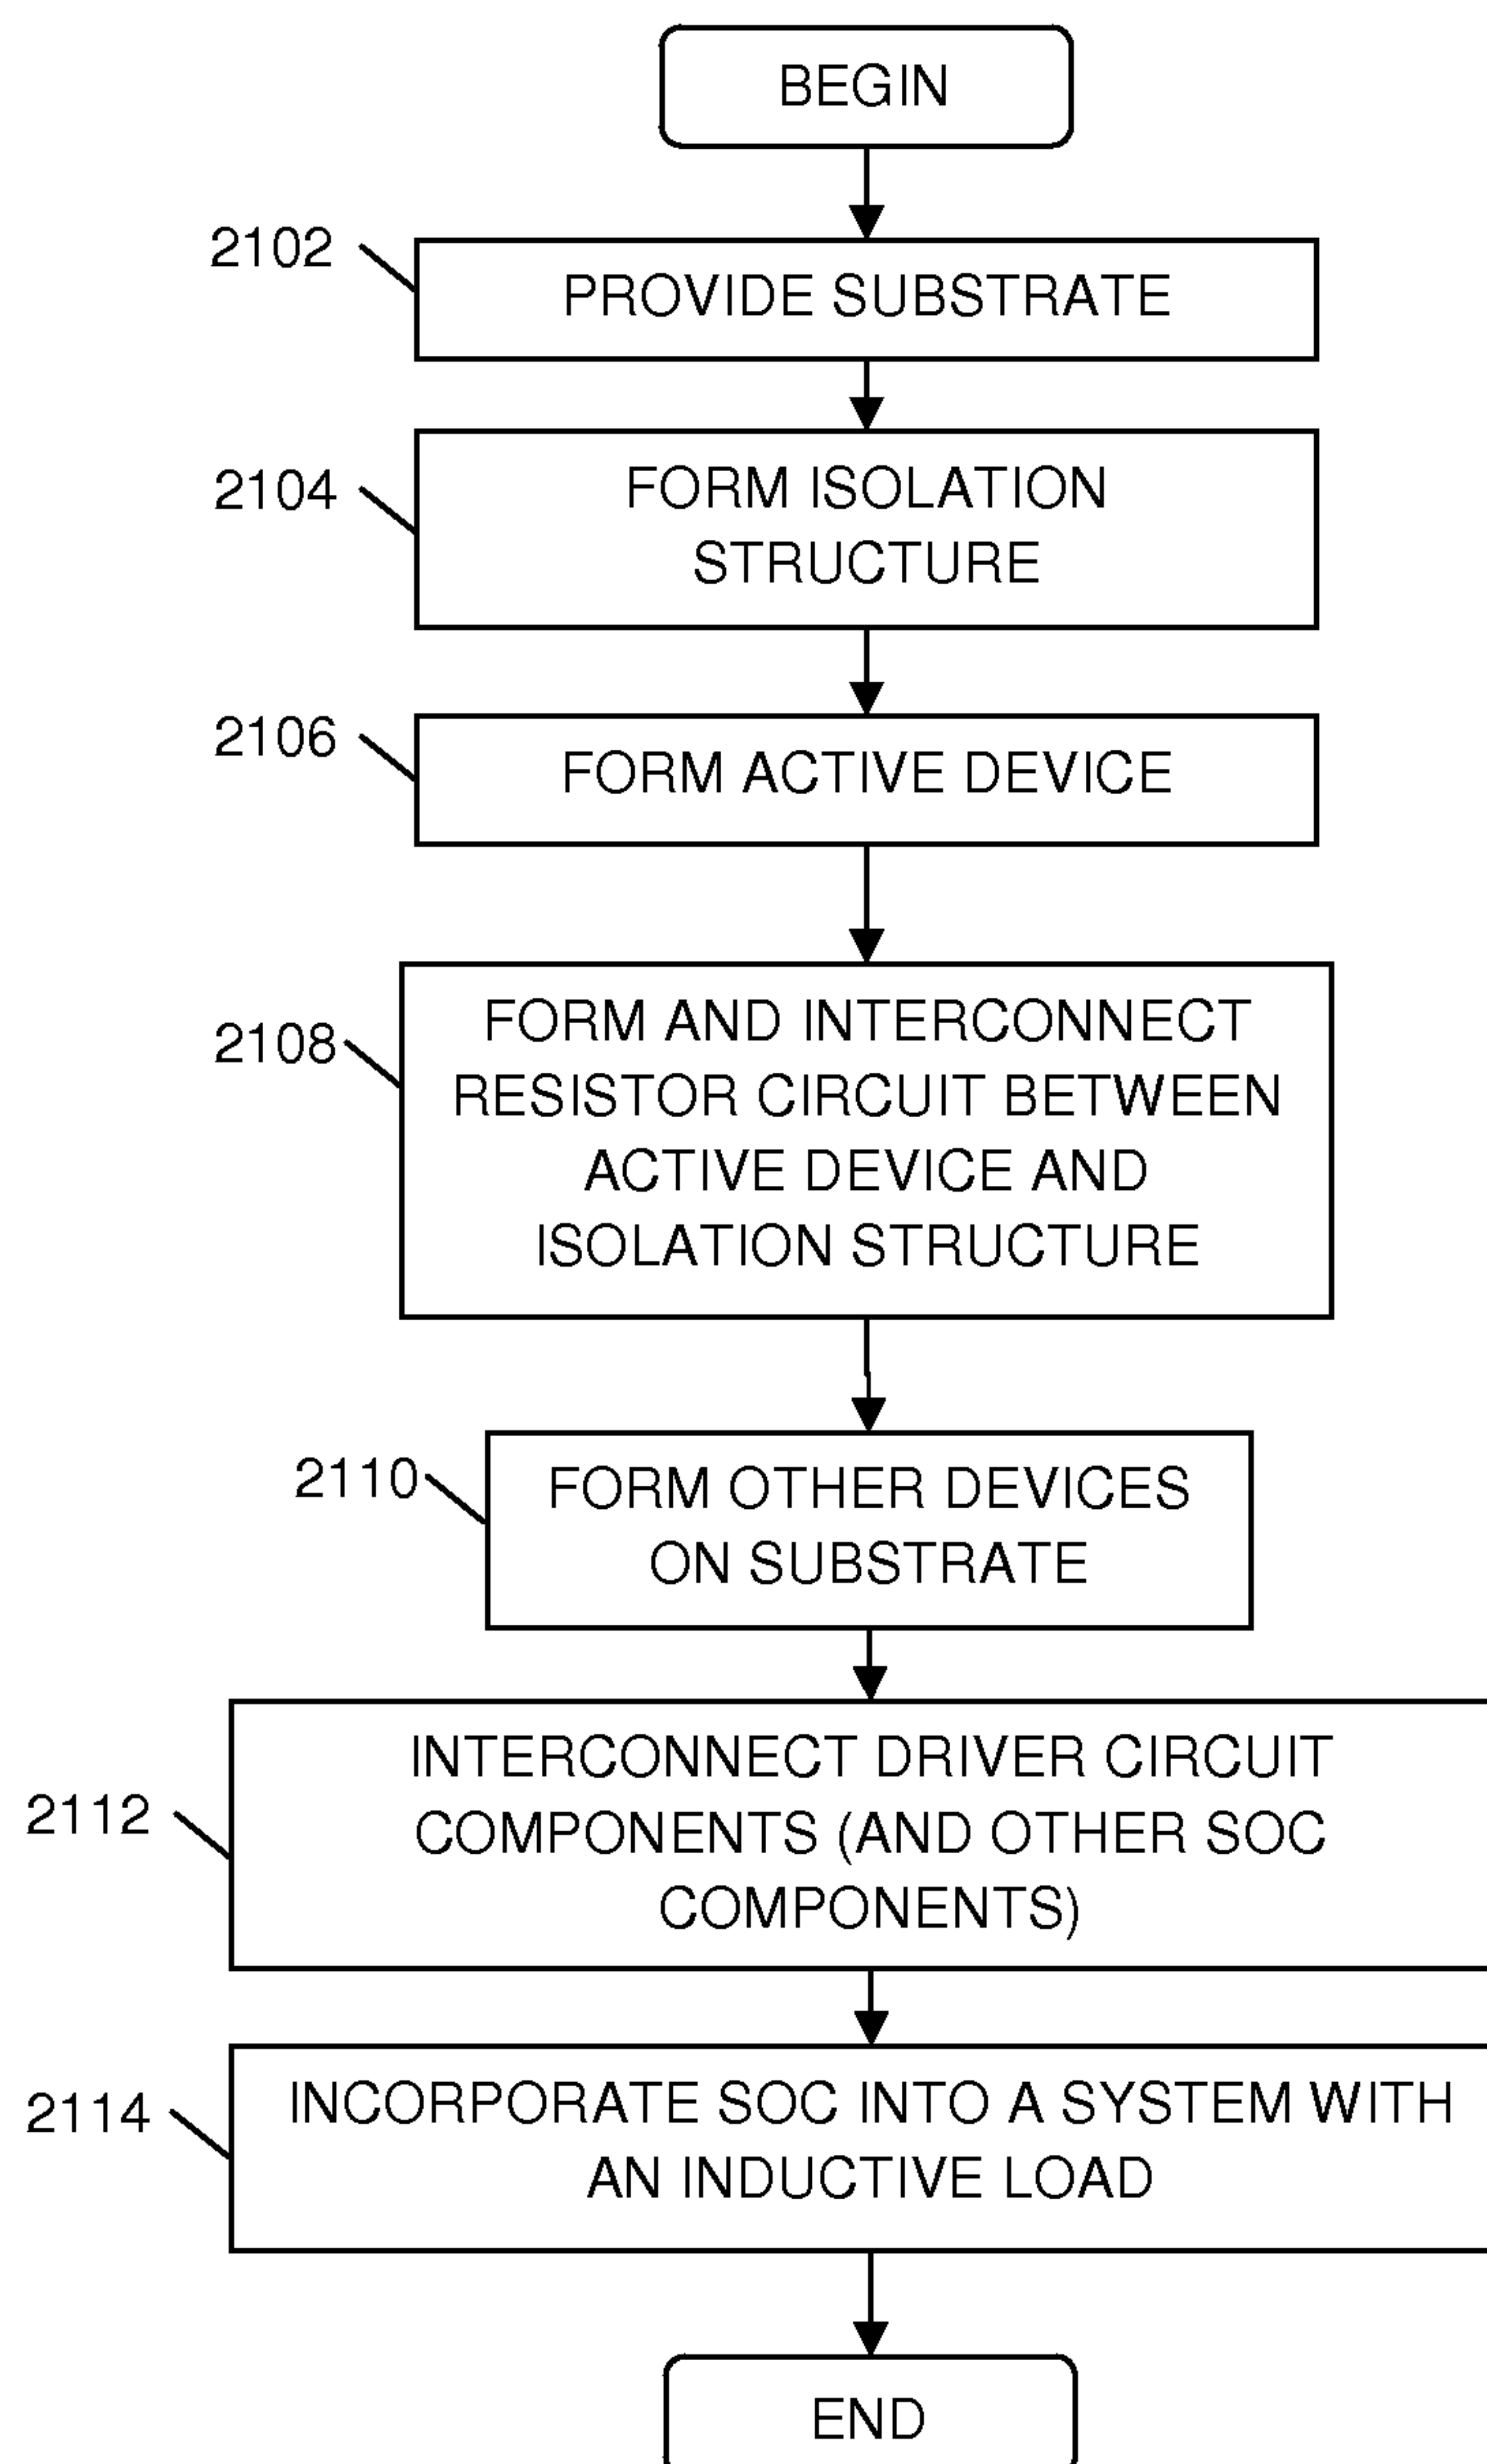 BEGIN
2102
PROVIDE SUBSTRATE
2104
FORM ISOLATION
STRUCTURE
2106
FORM ACTIVE DEVICE
2108
FORM AND INTERCONNECT
RESISTOR CIRCUIT BETWEEN
ACTIVE DEVICE AND
ISOLATION STRUCTURE
2110
FORM OTHER DEVICES
ON SUBSTRATE
2112
INTERCONNECT DRIVER CIRCUIT
COMPONENTS (AND OTHER SOC
COMPONENTS)
2114
INCORPORATE SOC INTO A SYSTEM WITH
AN INDUCTIVE LOAD
END